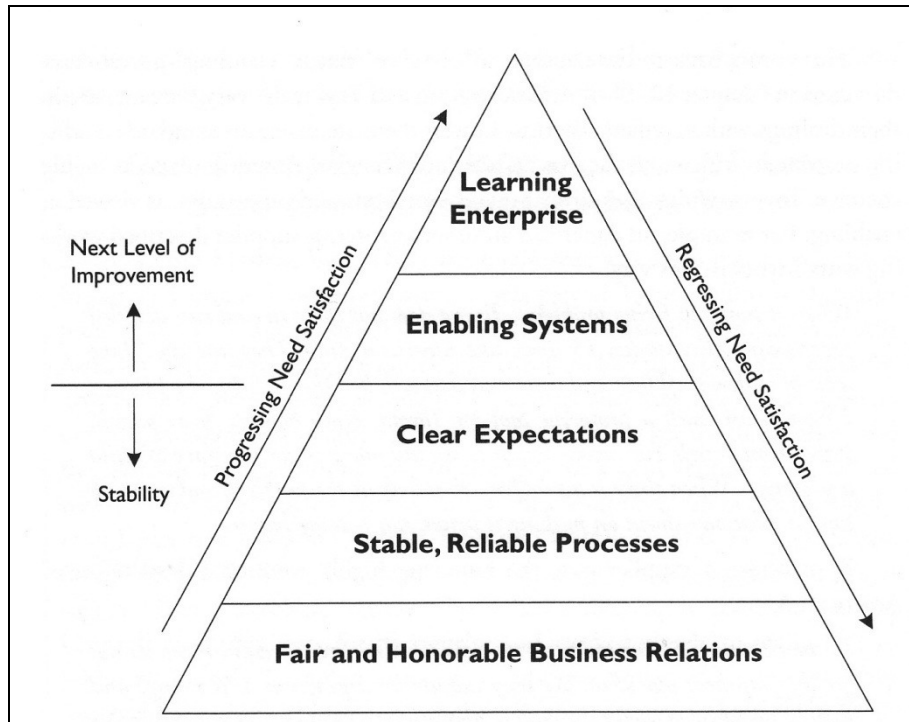 Learning
Enterprise
Next Level of
Improvement
Progressing Need Satisfaction
Regressing Need Satisfaction
Enabling Systems
Clear Expectations
Stability
Stable, Reliable Processes
Fair and Honorable Business Relations